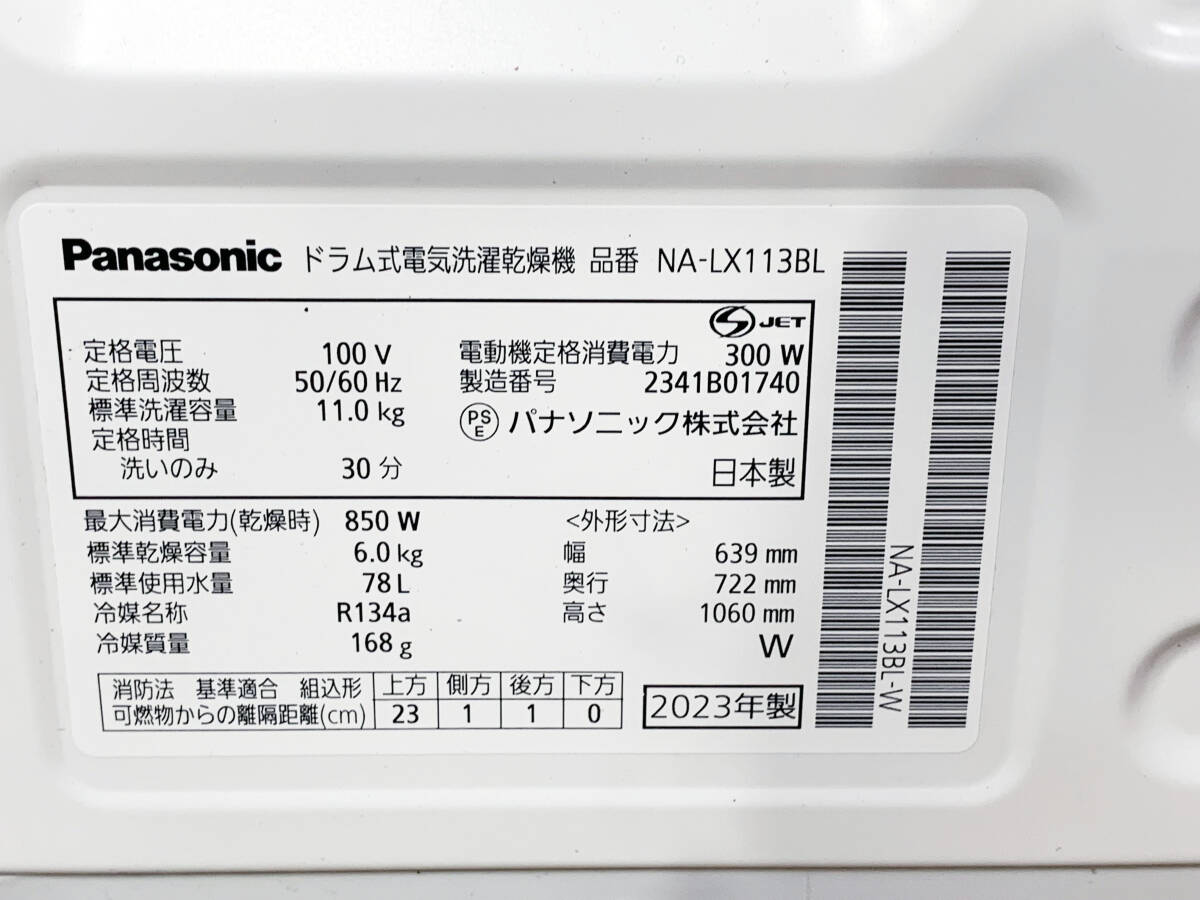 Panasonic ドラム式電気洗濯乾燥機 品番 NA-LX113BL
S JET
定格電圧 100 V
定格周波数 50/60 Hz
標準洗濯容量 11.0 kg
定格時間
洗いのみ 30 分
電動機定格消費電力 300 W
製造番号 2341B01740
PSE パナソニック株式会社
日本製
最大消費電力(乾燥時) 850 W
標準乾燥容量 6.0 kg
標準使用水量 78 L
冷媒名称 R134a
冷媒質量 168 g
<外形寸法>
幅 639 mm
奥行 722 mm
高さ 1060 mm
W
消防法 基準適合 組込形 上方 側方 後方 下方
可燃物からの離隔距離(cm) 23 1 1 0
2023年製
NA-LX113BL-W